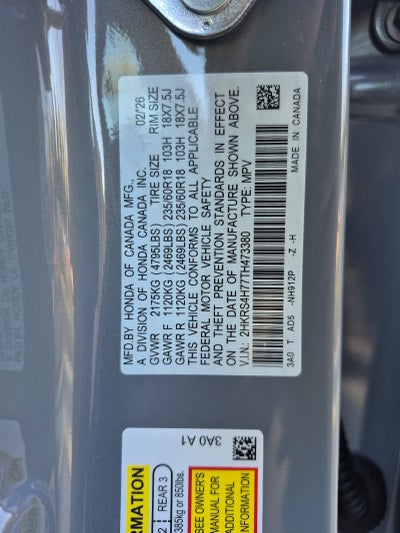 MFD.BY HONDA OF CANADA MFG. 02/26
A DIVISION OF HONDA CANADA INC.
GVWR 2175KG (4795LBS) TIRE SIZE RIM SIZE
GAWR F 1120KG (2469LBS) 235/60R18 103H 18X7.5J
GAWR R 1120KG (2469LBS) 235/60R18 103H 18X7.5J
THIS VEHICLE CONFORMS TO ALL APPLICABLE
FEDERAL MOTOR VEHICLE SAFETY
AND THEFT PREVENTION STANDARDS IN EFFECT
ON THE DATE OF MANUFACTURE SHOWN ABOVE.
V.I.N.: 2HKRS4H77TH473380 TYPE: MPV
3A0 T AD5 -NH912P -Z -H MADE IN CANADA
3A0 A1
RMATION
2 REAR 3
385kg or 850lbs.
SEE OWNER'S
MANUAL FOR
ADDITIONAL
INFORMATION